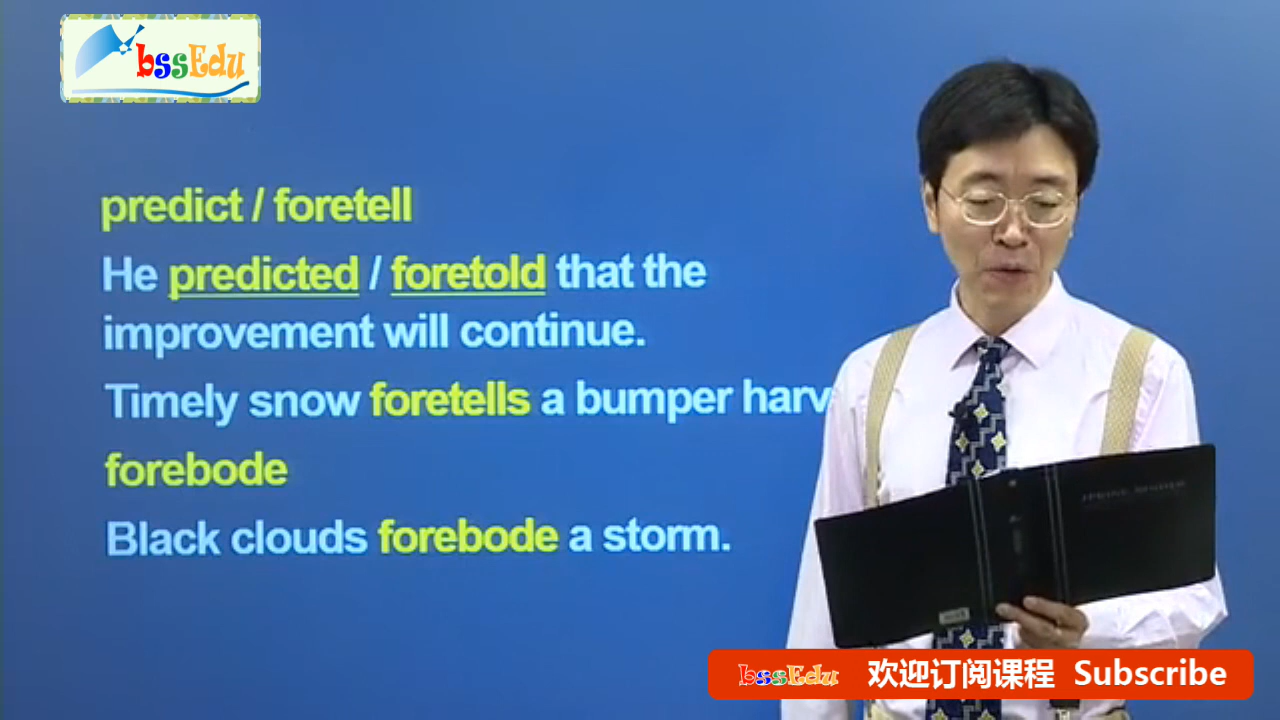 bssEdu
predict / foretell
He predicted / foretold that the
improvement will continue.
Timely snow foretells a bumper harv
forebode
Black clouds forebode a storm.
bssEdu 欢迎订阅课程 Subscribe